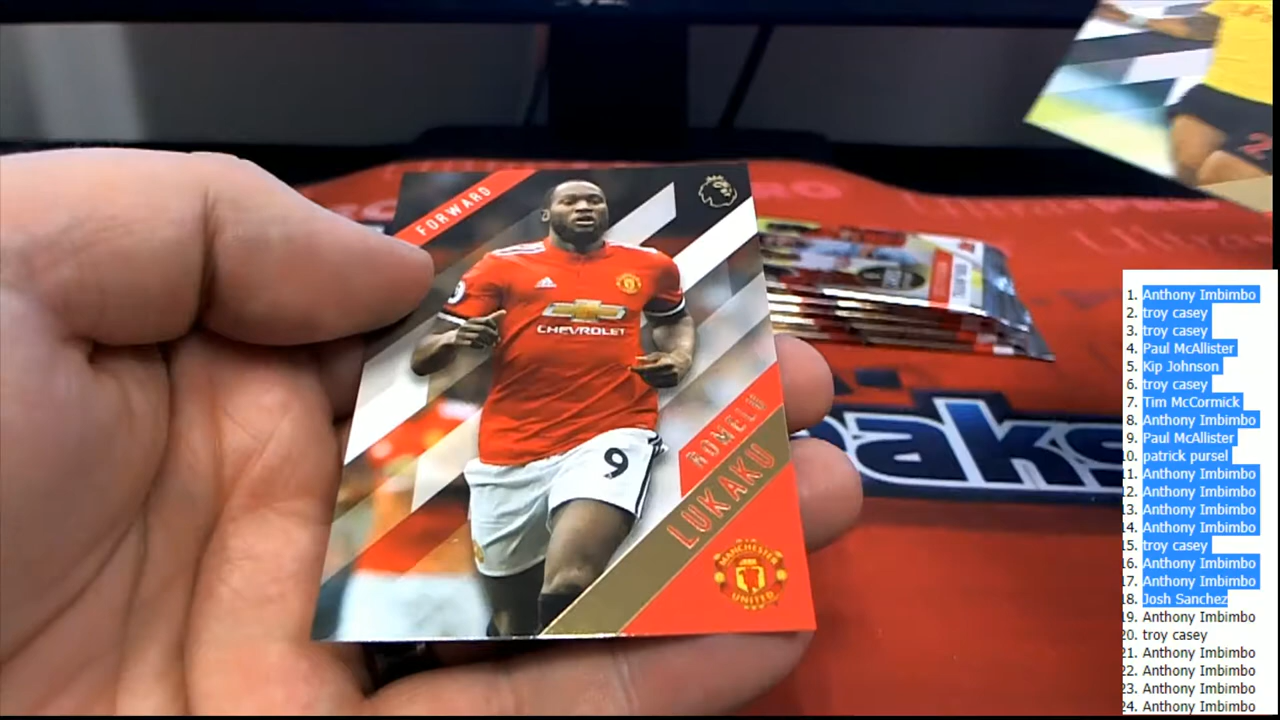 FORWARD
CHEVROLET
9
ROMELU
LUKAKU
MANCHESTER
UNITED
aks
1. Anthony Imbimbo
2. troy casey
3. troy casey
4. Paul McAllister
5. Kip Johnson
6. troy casey
7. Tim McCormick
8. Anthony Imbimbo
9. Paul McAllister
10. patrick pursel
11. Anthony Imbimbo
12. Anthony Imbimbo
13. Anthony Imbimbo
14. Anthony Imbimbo
15. troy casey
16. Anthony Imbimbo
17. Anthony Imbimbo
18. Josh Sanchez
19. Anthony Imbimbo
20. troy casey
21. Anthony Imbimbo
22. Anthony Imbimbo
23. Anthony Imbimbo
24. Anthony Imbimbo